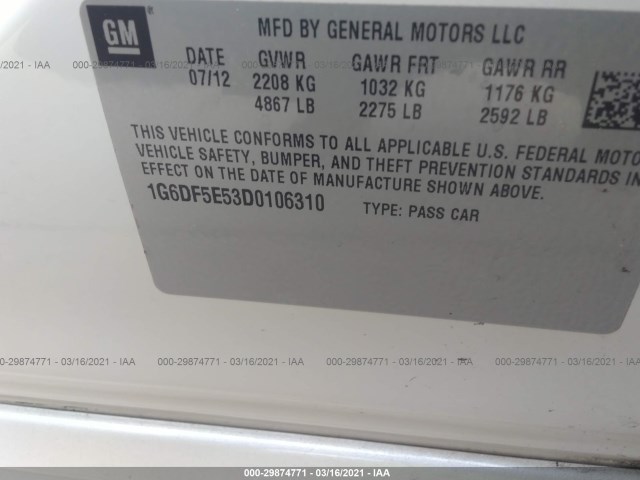 GM
MFD BY GENERAL MOTORS LLC
DATE GVWR GAWR FRT GAWR RR
07/12 2208 KG 1032 KG 1176 KG
4867 LB 2275 LB 2592 LB
THIS VEHICLE CONFORMS TO ALL APPLICABLE U.S. FEDERAL MOTO
VEHICLE SAFETY, BUMPER, AND THEFT PREVENTION STANDARDS IN
EFFECT ON THE DATE OF MANUFACTURE SHOWN ABOVE.
1G6DF5E53D0106310 TYPE: PASS CAR
000-29874771 - 03/16/2021 - IAA